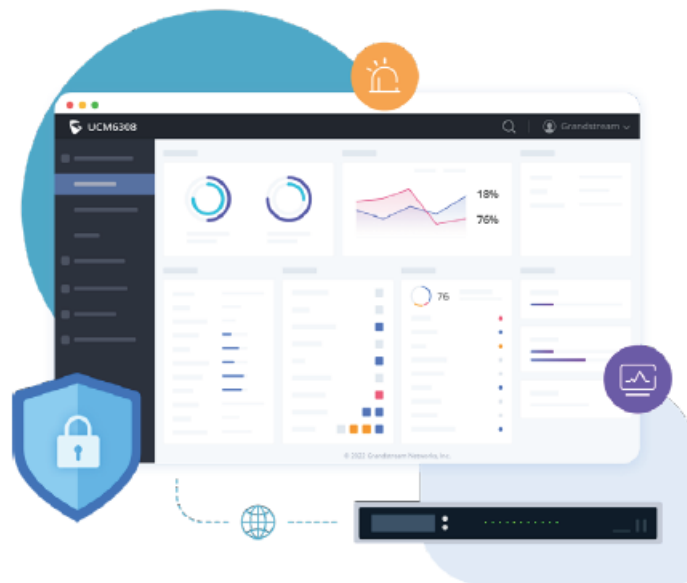 UCM6308
Grandstream
18%
76%
76
© 2022 Grandstream Networks, Inc.